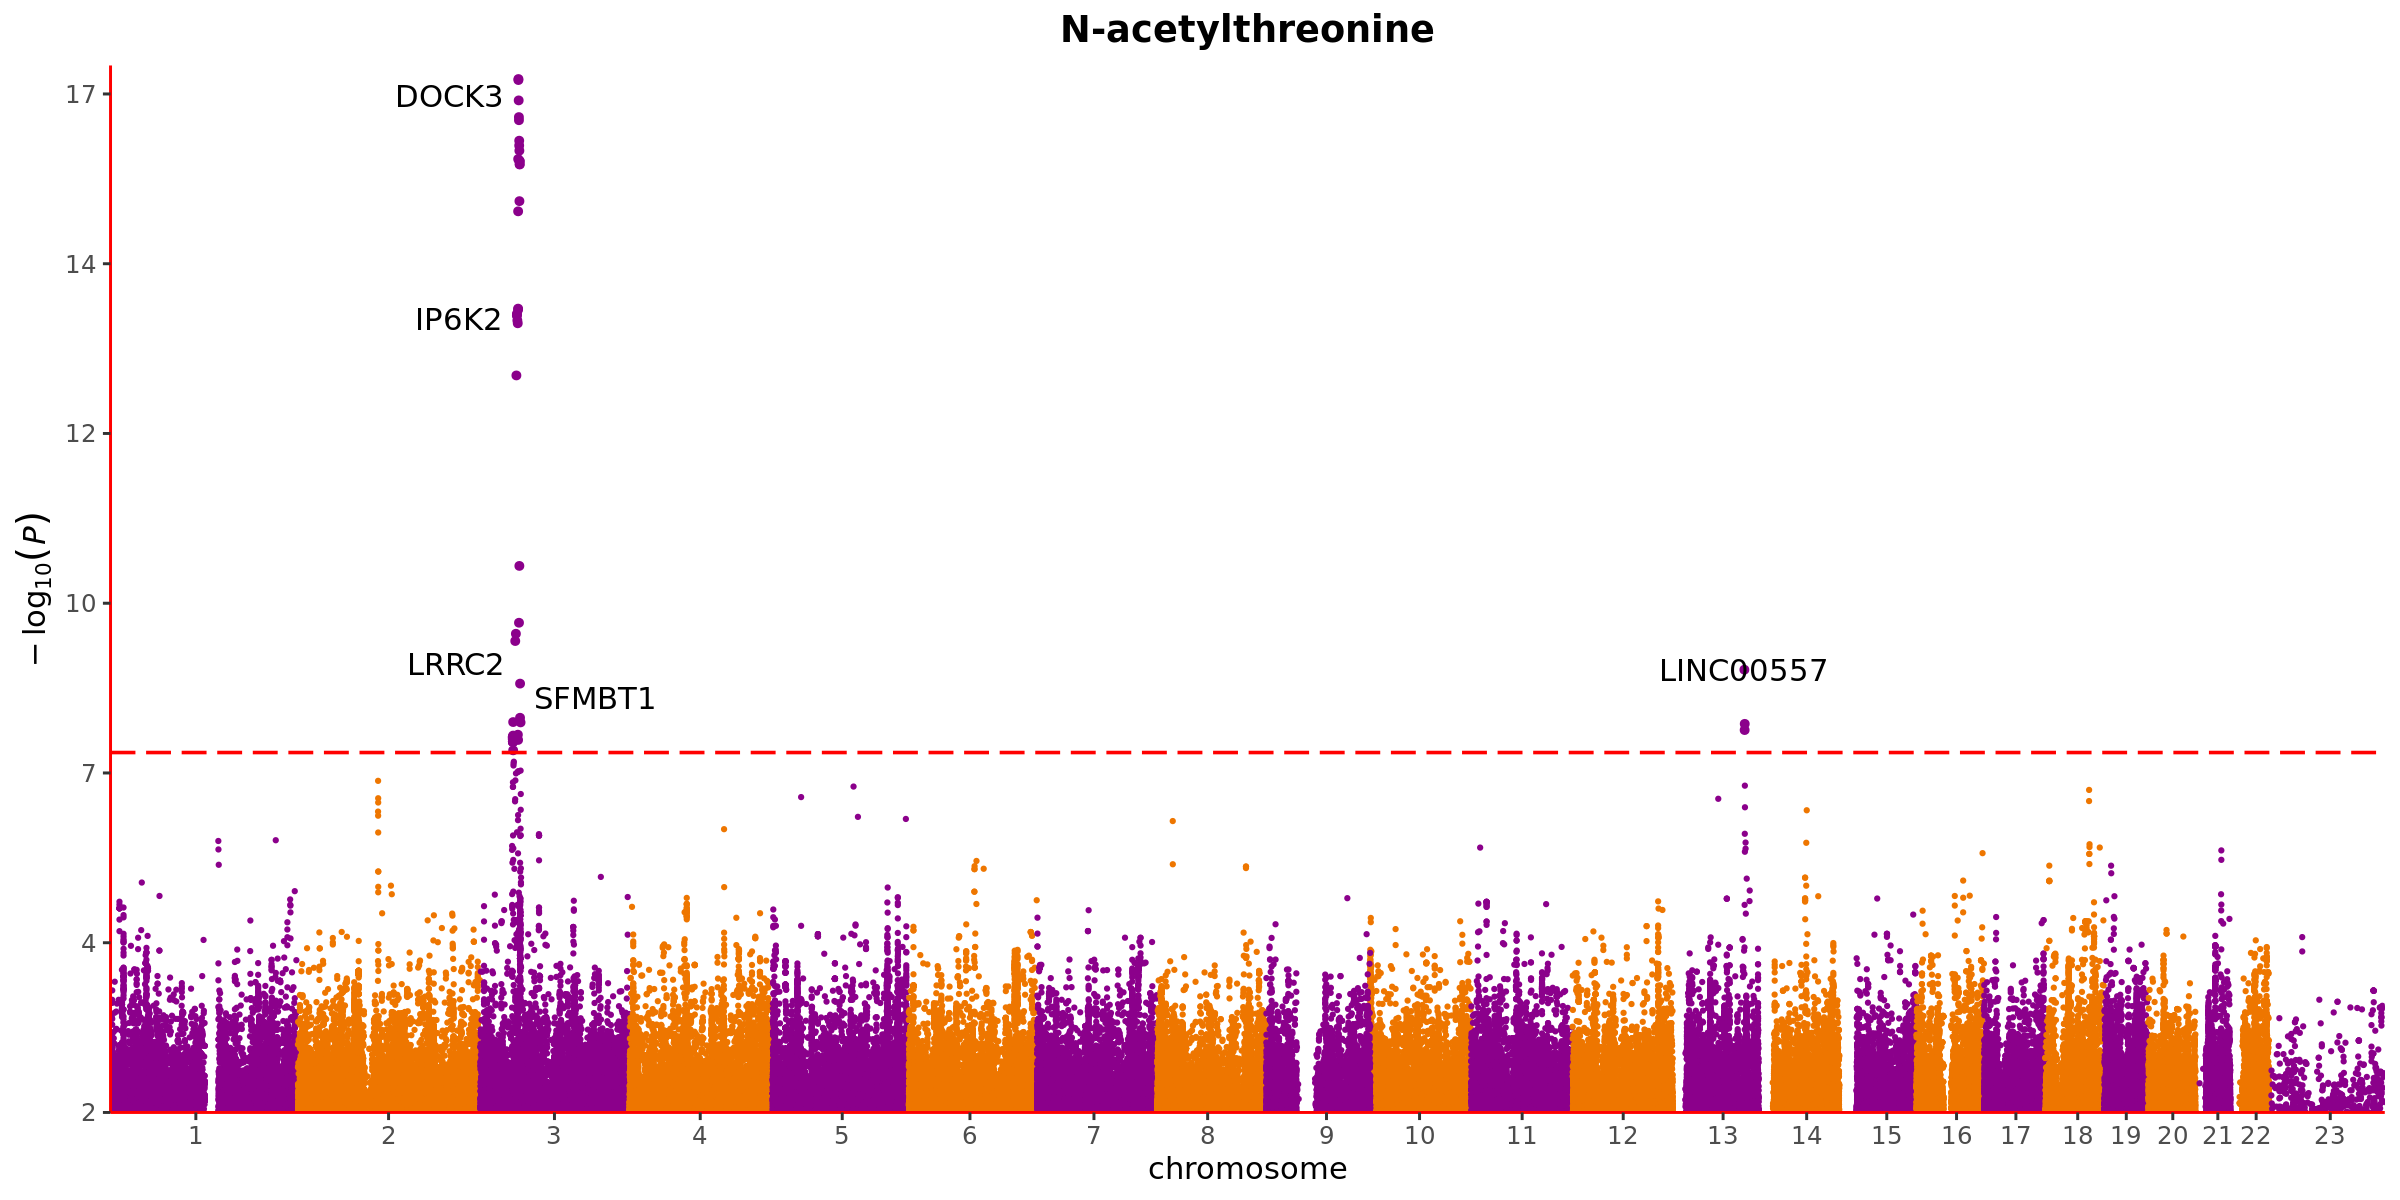 N-acetylthreonine
17
DOCK3
14
IP6K2
12
− log10(P)
10
LRRC2
LINC00557
SFMBT1
7
4
2
1 2 3 4 5 6 7 8 9 10 11 12 13 14 15 16 17 18 19 20 21 22 23
chromosome